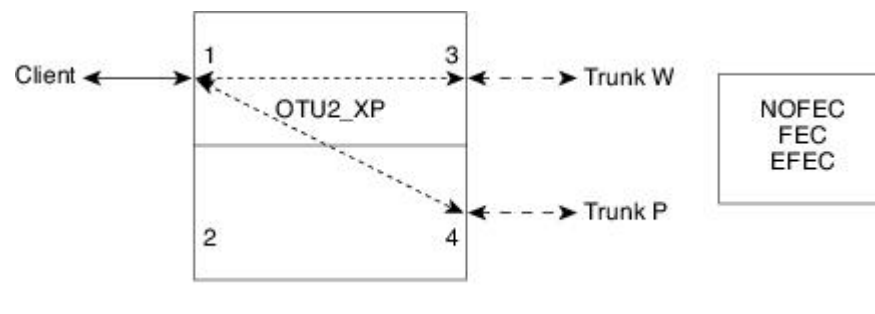 1
3
Client
Trunk W
OTU2_XP
NOFEC
FEC
EFEC
Trunk P
2
4